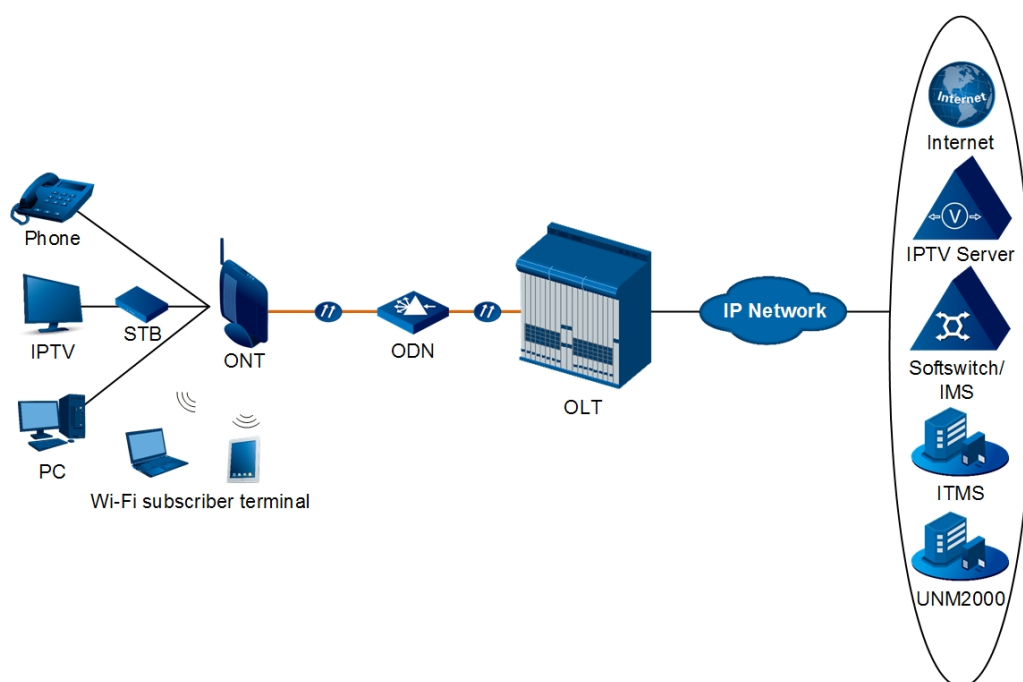 Internet
Internet
Phone
IPTV
STB
ONT
ODN
OLT
IP Network
V
IPTV Server
Softswitch/
IMS
PC
Wi-Fi subscriber terminal
ITMS
UNM2000